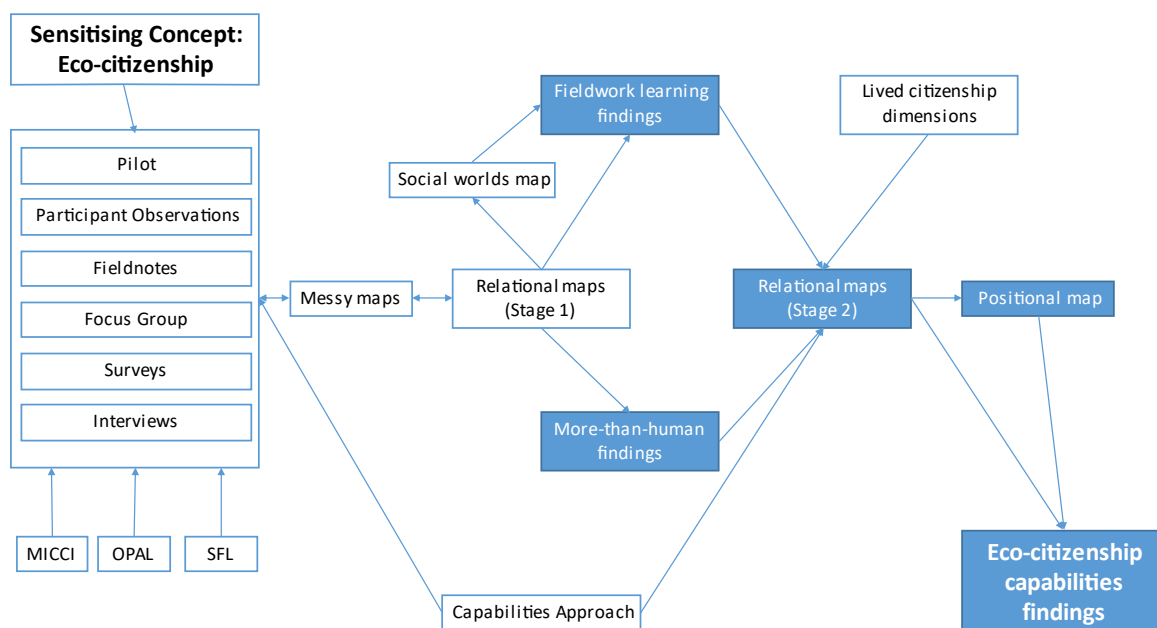 Sensitising Concept:
Eco-citizenship
Pilot
Participant Observations
Fieldnotes
Focus Group
Surveys
Interviews
MICCI
OPAL
SFL
Messy maps
Social worlds map
Relational maps
(Stage 1)
Fieldwork learning
findings
More-than-human
findings
Capabilities Approach
Lived citizenship
dimensions
Relational maps
(Stage 2)
Positional map
Eco-citizenship
capabilities
findings